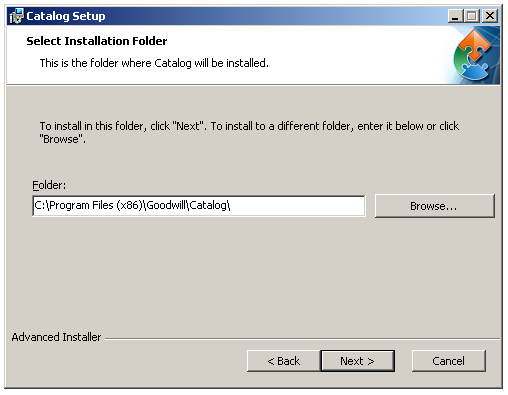 Catalog Setup
Select Installation Folder
This is the folder where Catalog will be installed.
To install in this folder, click "Next". To install to a different folder, enter it below or click
"Browse".
Folder:
C:\Program Files (x86)\Goodwill\Catalog\
Browse...
Advanced Installer
< Back
Next >
Cancel